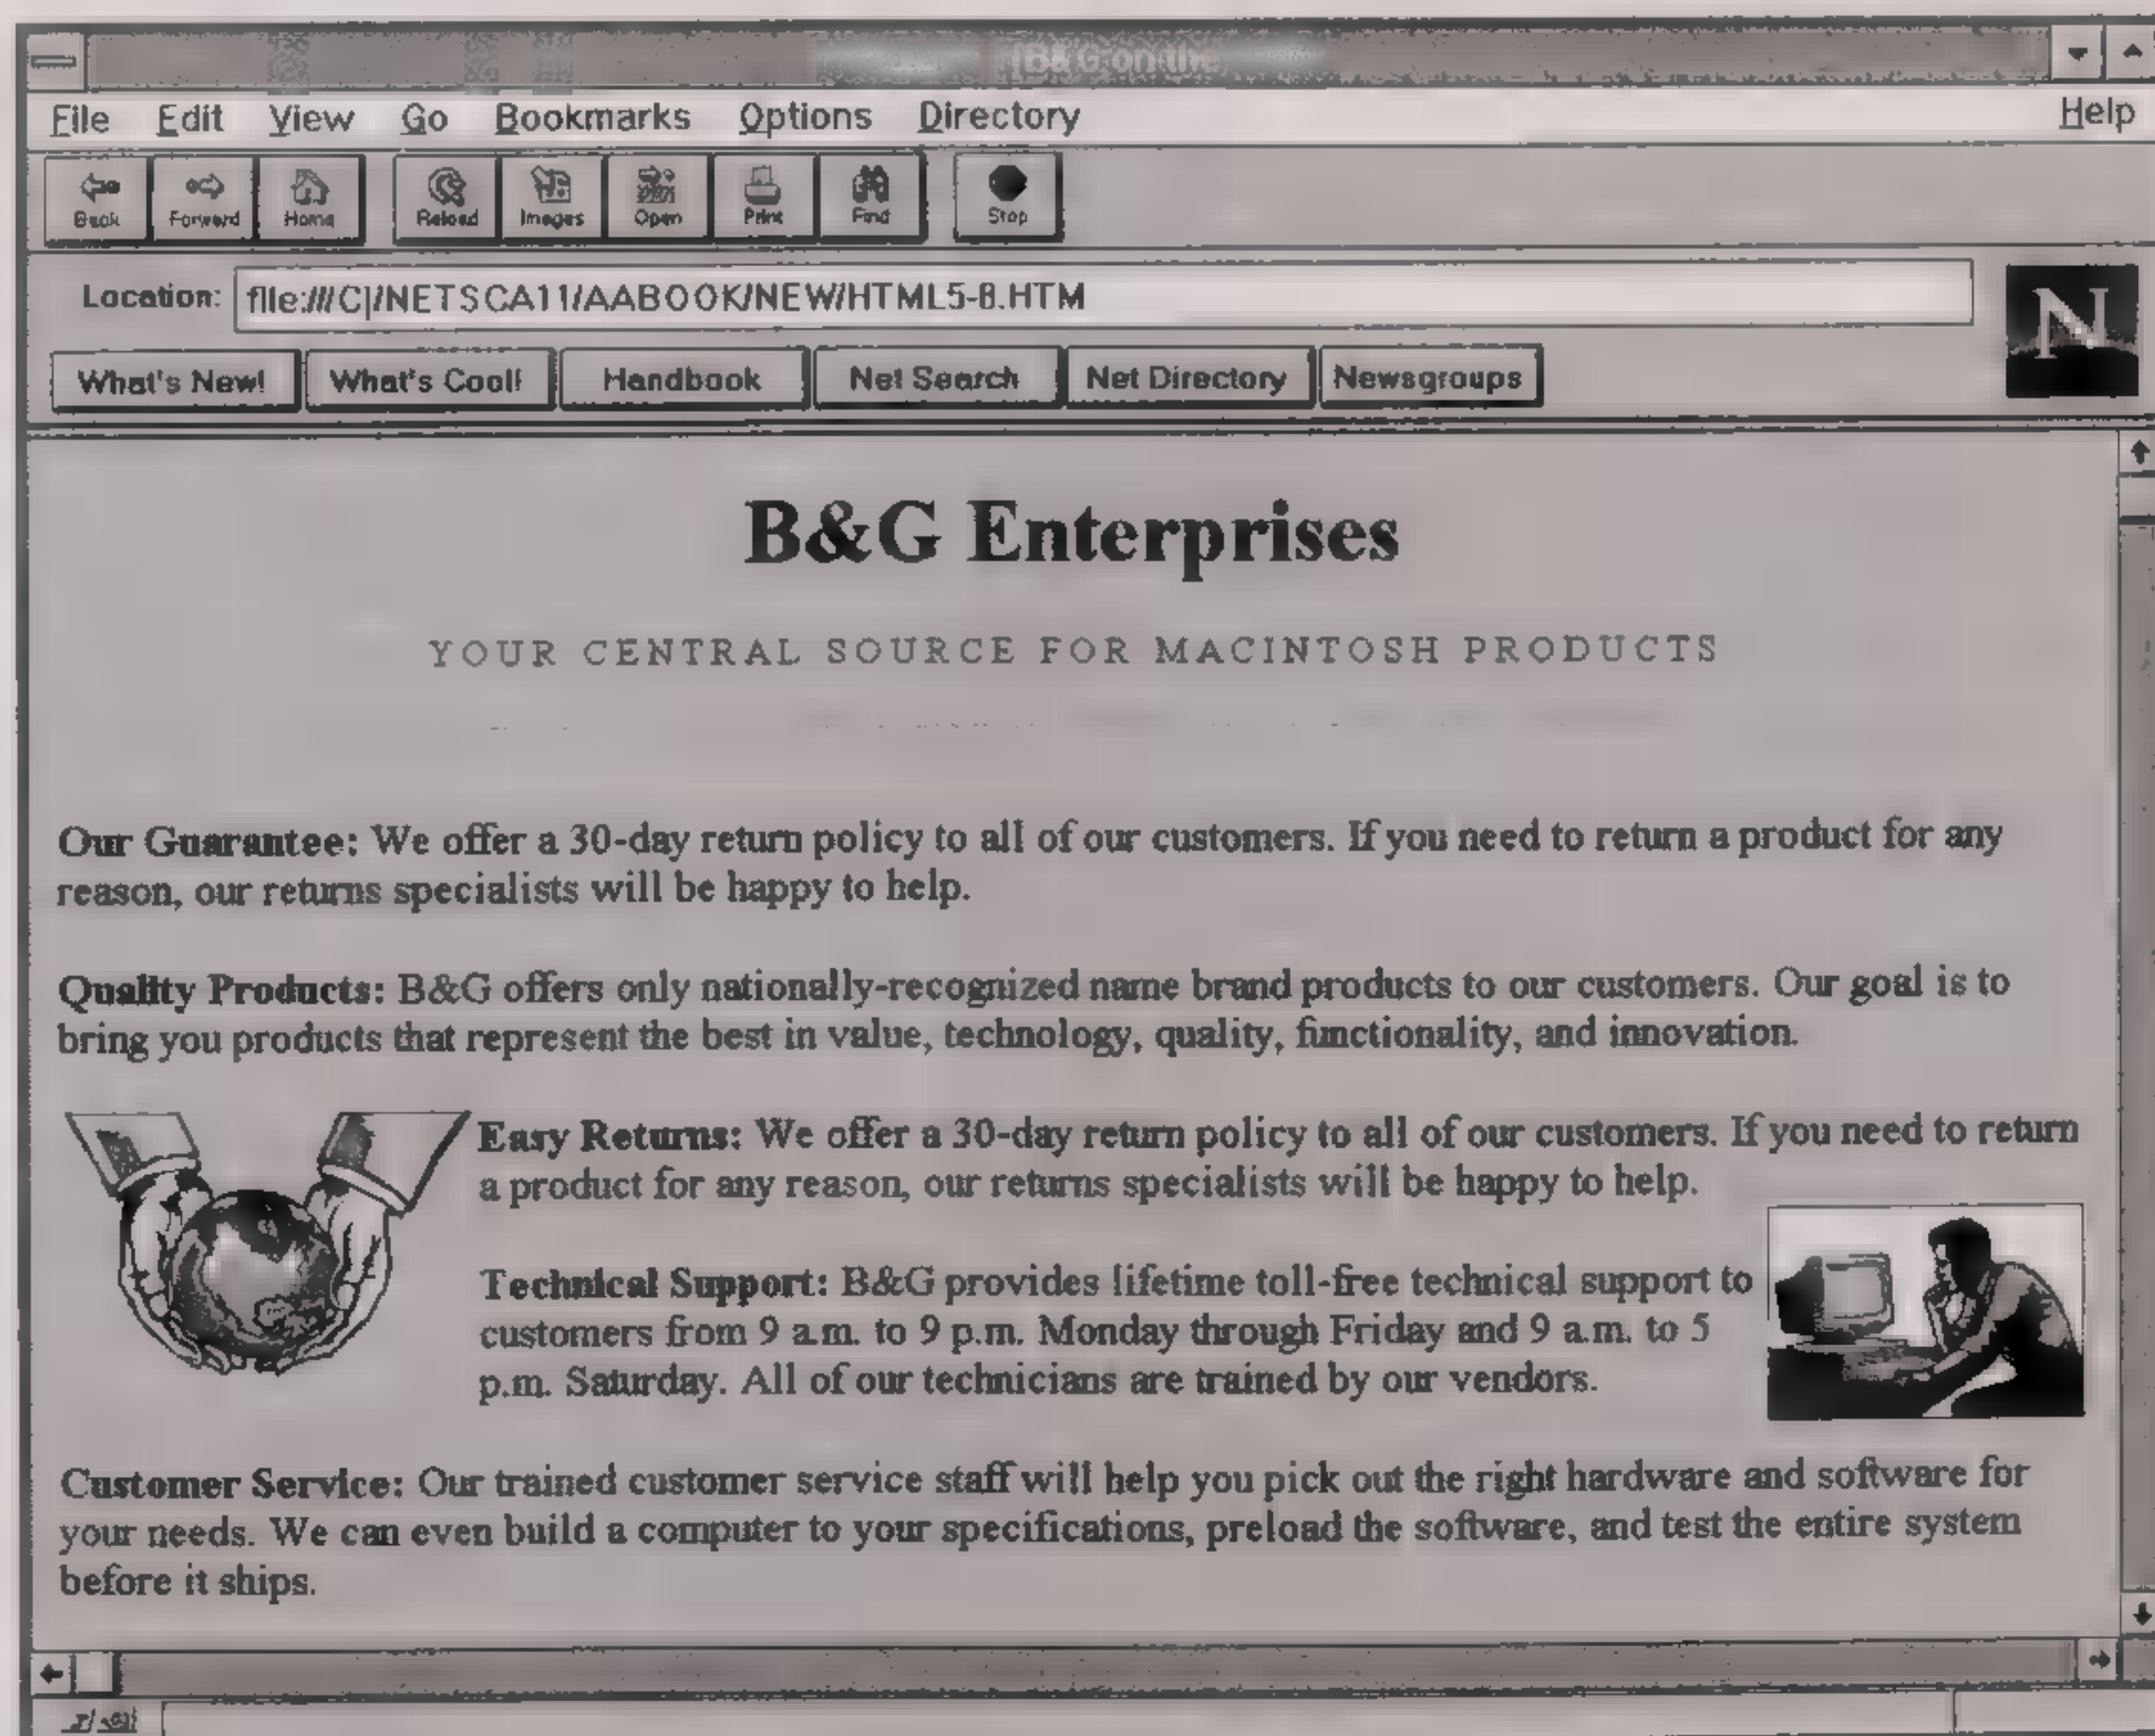 B&G on the
File Edit View Go Bookmarks Options Directory Help
Back Forward Home Reload Images Open Print Find Stop
Location: file:///C|/NETSCA11/AABOOK/NEW/HTML5-8.HTM
N
What's New! What's Cool! Handbook Net Search Net Directory Newsgroups
B&G Enterprises
YOUR CENTRAL SOURCE FOR MACINTOSH PRODUCTS
Our Guarantee: We offer a 30-day return policy to all of our customers. If you need to return a product for any
reason, our returns specialists will be happy to help.
Quality Products: B&G offers only nationally-recognized name brand products to our customers. Our goal is to
bring you products that represent the best in value, technology, quality, functionality, and innovation.
Easy Returns: We offer a 30-day return policy to all of our customers. If you need to return
a product for any reason, our returns specialists will be happy to help.
Technical Support: B&G provides lifetime toll-free technical support to
customers from 9 a.m. to 9 p.m. Monday through Friday and 9 a.m. to 5
p.m. Saturday. All of our technicians are trained by our vendors.
Customer Service: Our trained customer service staff will help you pick out the right hardware and software for
your needs. We can even build a computer to your specifications, preload the software, and test the entire system
before it ships.